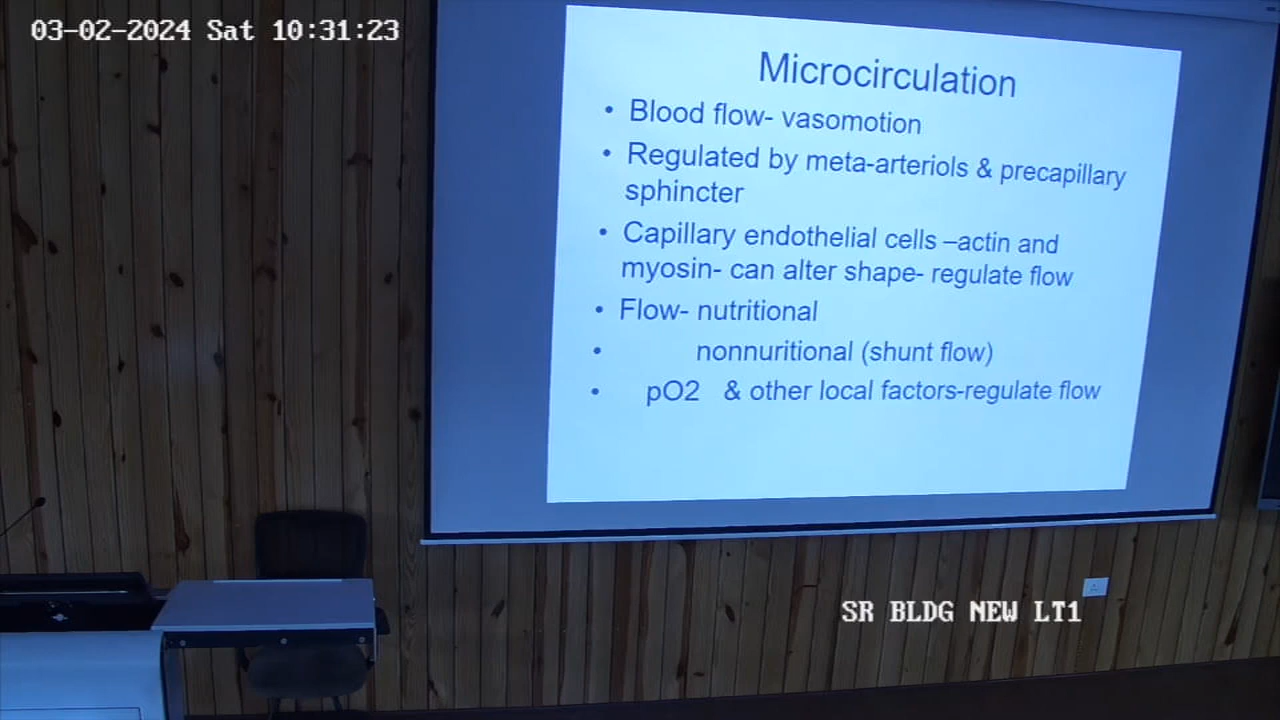 03-02-2024 Sat 10:31:23
Microcirculation
• Blood flow- vasomotion
• Regulated by meta-arteriols & precapillary
sphincter
• Capillary endothelial cells –actin and
myosin- can alter shape- regulate flow
• Flow- nutritional
• nonnuritional (shunt flow)
• pO2 & other local factors-regulate flow
SR BLDG NEW LT1